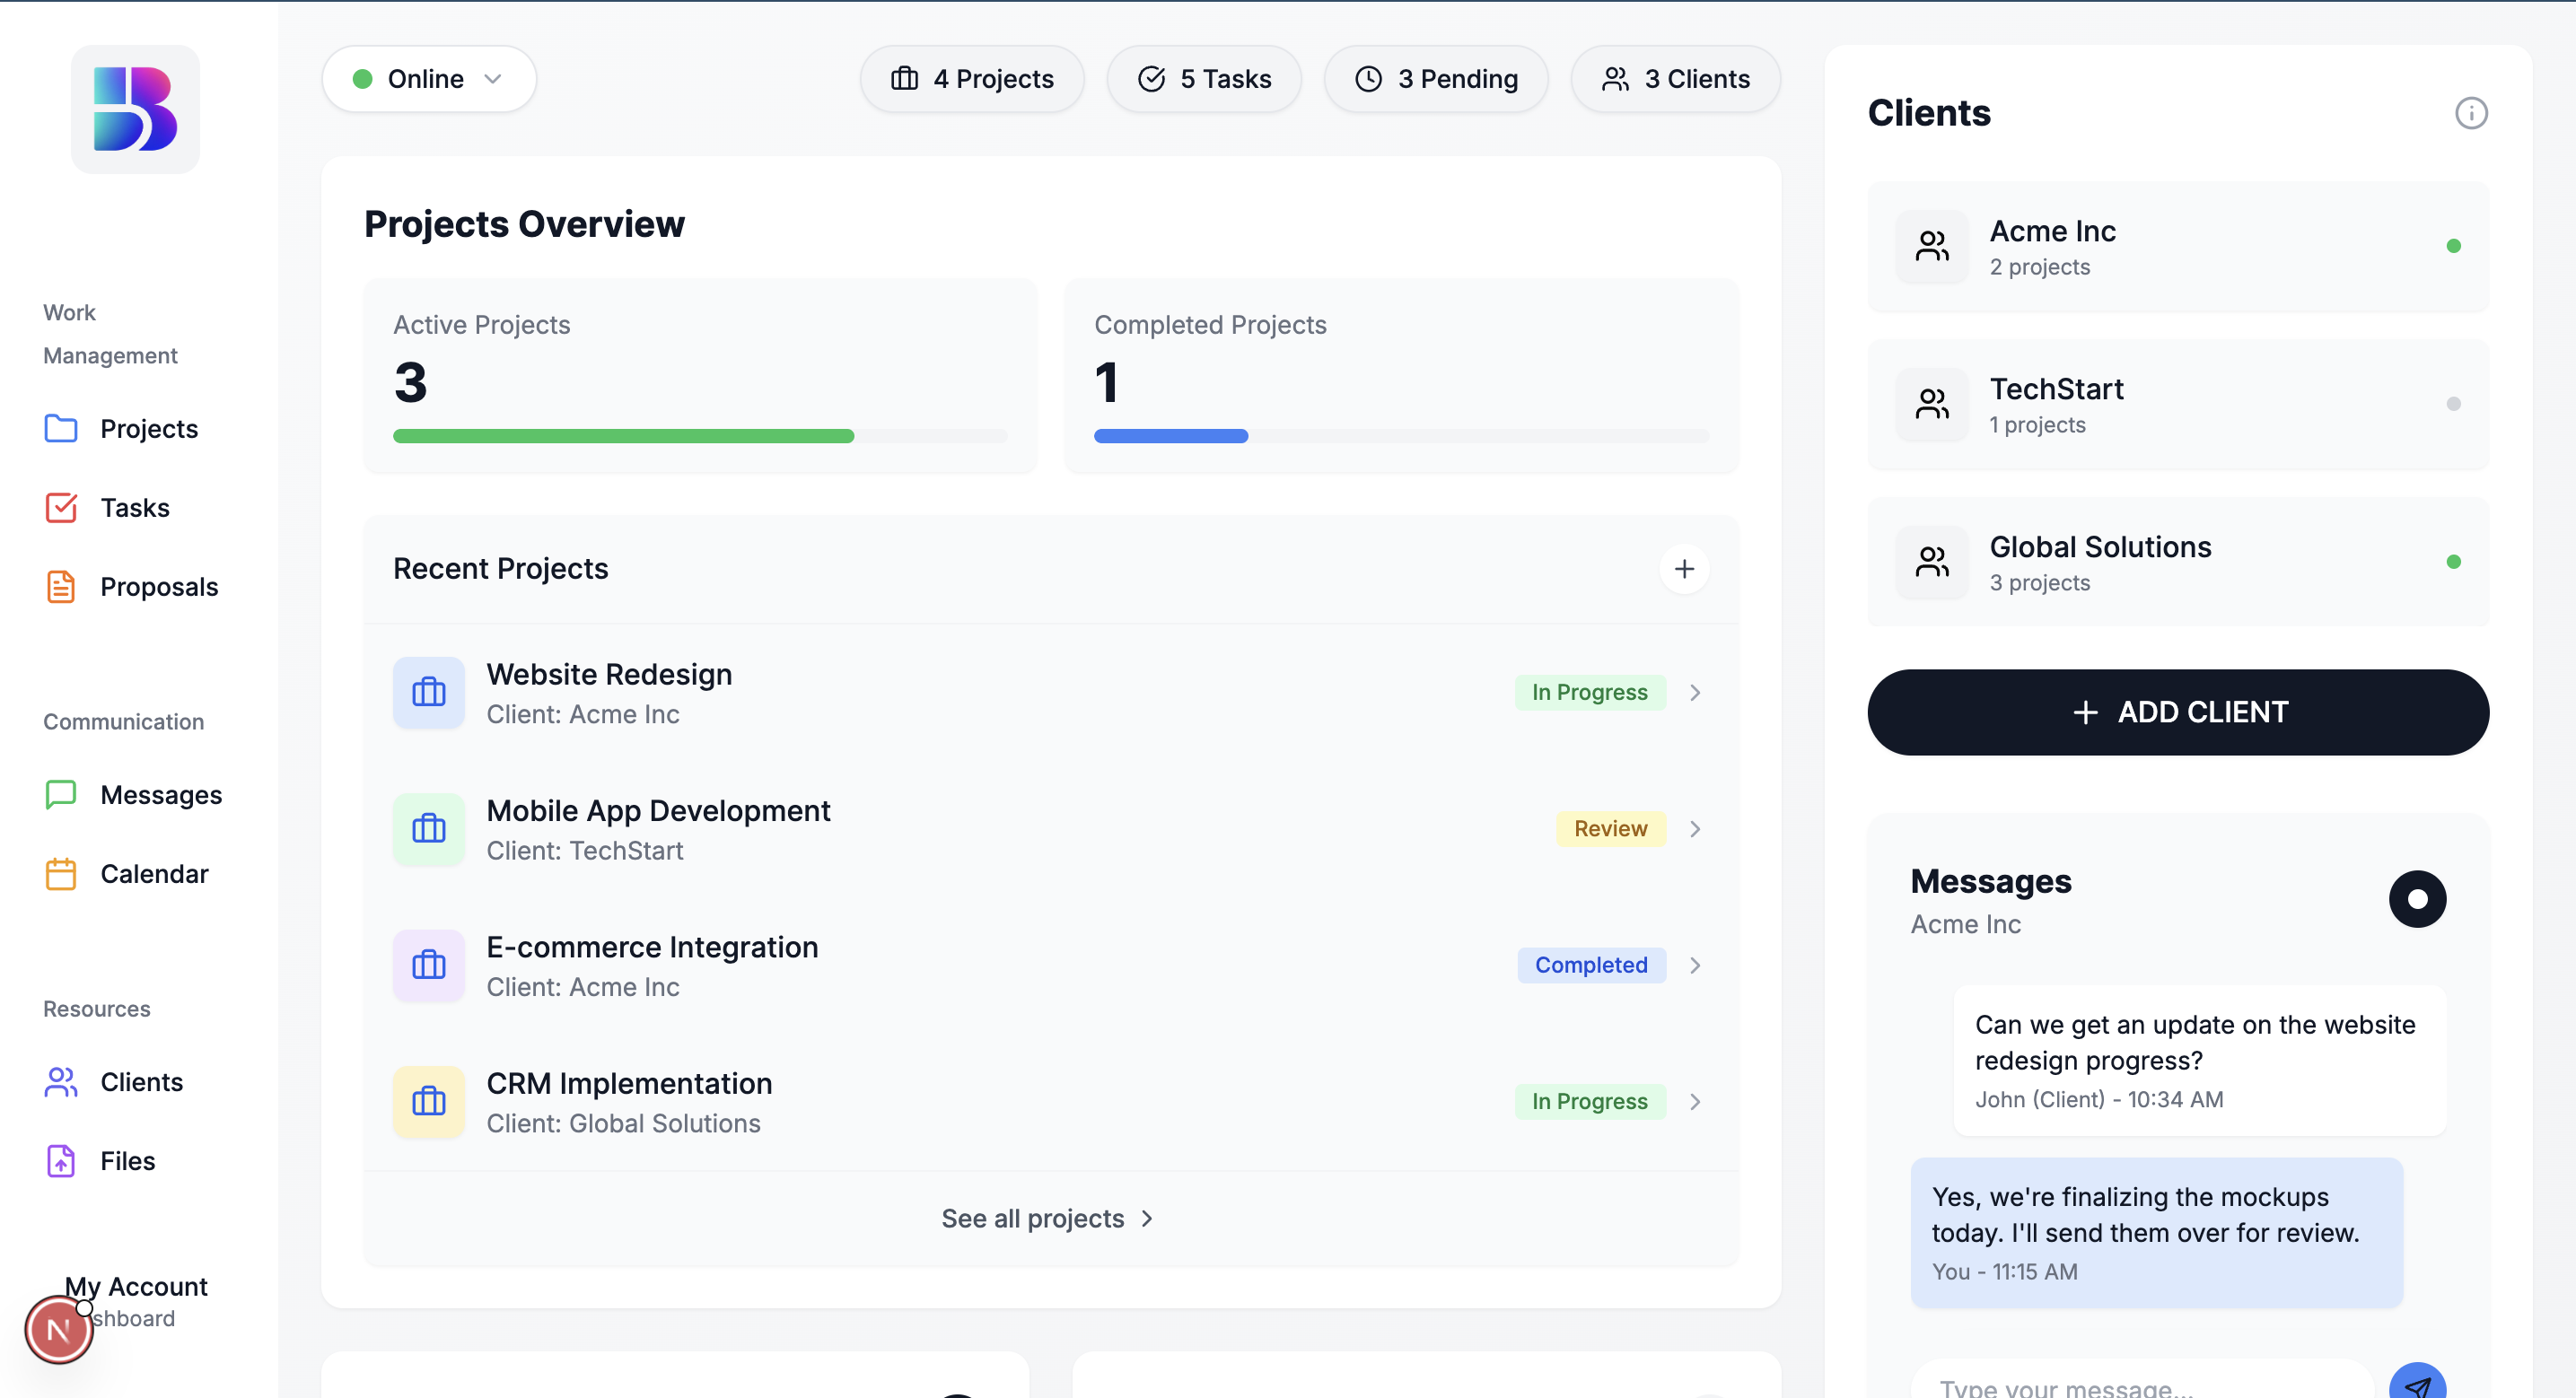 Work
Management
Projects
Tasks
Proposals
Communication
Messages
Calendar
Resources
Clients
Files
My Account
shboard
N
Online
4 Projects
5 Tasks
3 Pending
3 Clients
Projects Overview
Active Projects
3
Completed Projects
1
Recent Projects
Website Redesign
Client: Acme Inc
In Progress
Mobile App Development
Client: TechStart
Review
E-commerce Integration
Client: Acme Inc
Completed
CRM Implementation
Client: Global Solutions
In Progress
See all projects
Clients
Acme Inc
2 projects
TechStart
1 projects
Global Solutions
3 projects
+ ADD CLIENT
Messages
Acme Inc
Can we get an update on the website
redesign progress?
John (Client) - 10:34 AM
Yes, we're finalizing the mockups
today. I'll send them over for review.
You - 11:15 AM
Type your message...